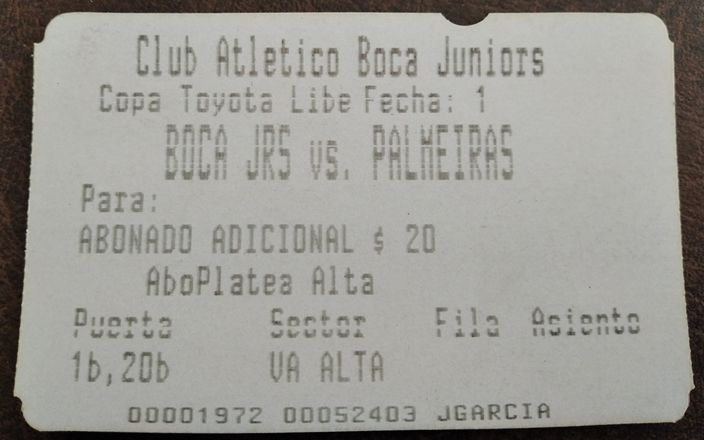 Club Atletico Boca Juniors
Copa Toyota Libe Fecha: 1
BOCA JRS vs. PALMEIRAS
Para:
ABONADO ADICIONAL $ 20
AboPlatea Alta
Puerta Sector Fila Asiento
1b,20b VA ALTA
00001972 00052403 JGARCIA